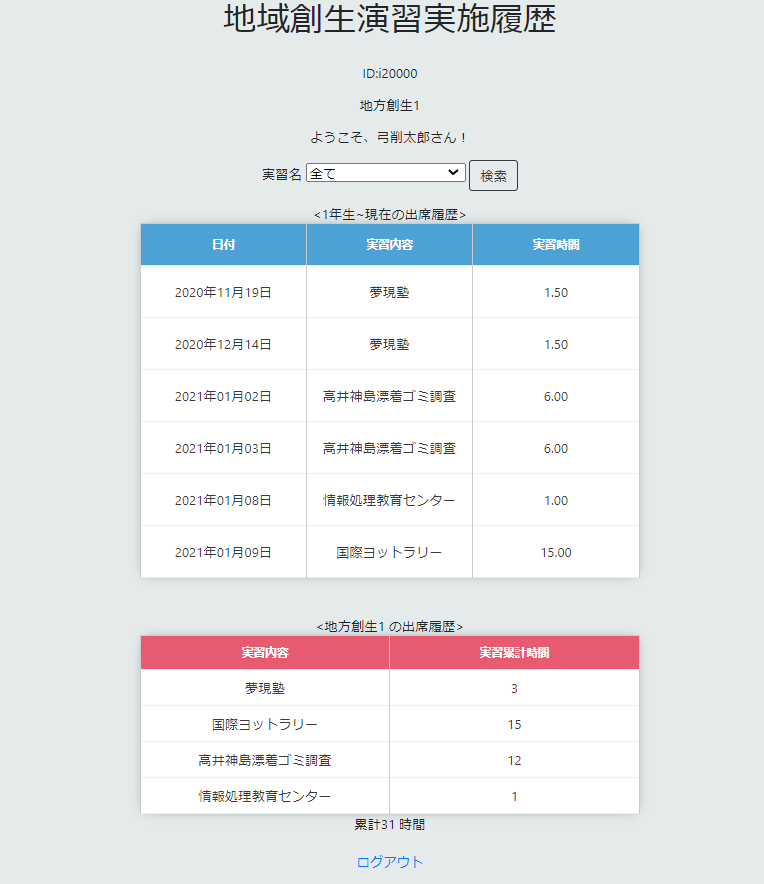 地域創生演習実施履歴
ID:i20000
地方創生1
ようこそ、弓削太郎さん！
実習名 全て 検索
<1年生~現在の出席履歴>
日付 実習内容 実習時間
2020年11月19日 夢現塾 1.50
2020年12月14日 夢現塾 1.50
2021年01月02日 高井神島漂着ゴミ調査 6.00
2021年01月03日 高井神島漂着ゴミ調査 6.00
2021年01月08日 情報処理教育センター 1.00
2021年01月09日 国際ヨットラリー 15.00
<地方創生1 の出席履歴>
実習内容 実習累計時間
夢現塾 3
国際ヨットラリー 15
高井神島漂着ゴミ調査 12
情報処理教育センター 1
累計31 時間
ログアウト